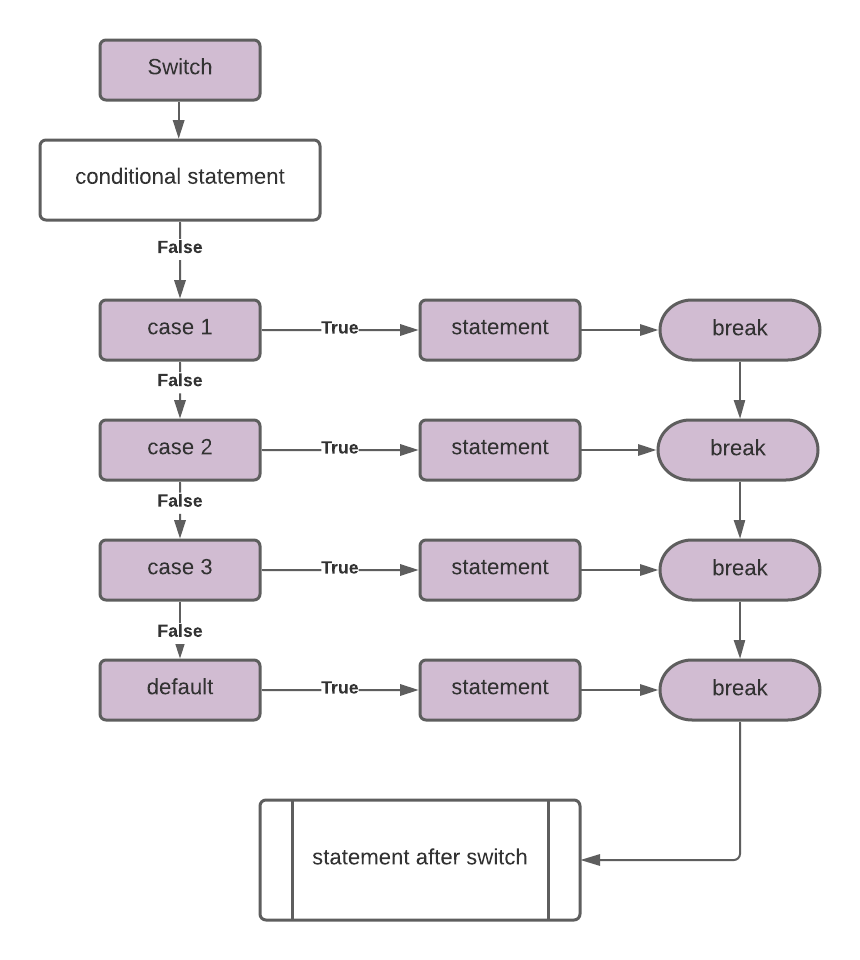 Switch
conditional statement
False
case 1
True
statement
break
False
case 2
True
statement
break
False
case 3
True
statement
break
False
default
True
statement
break
statement after switch